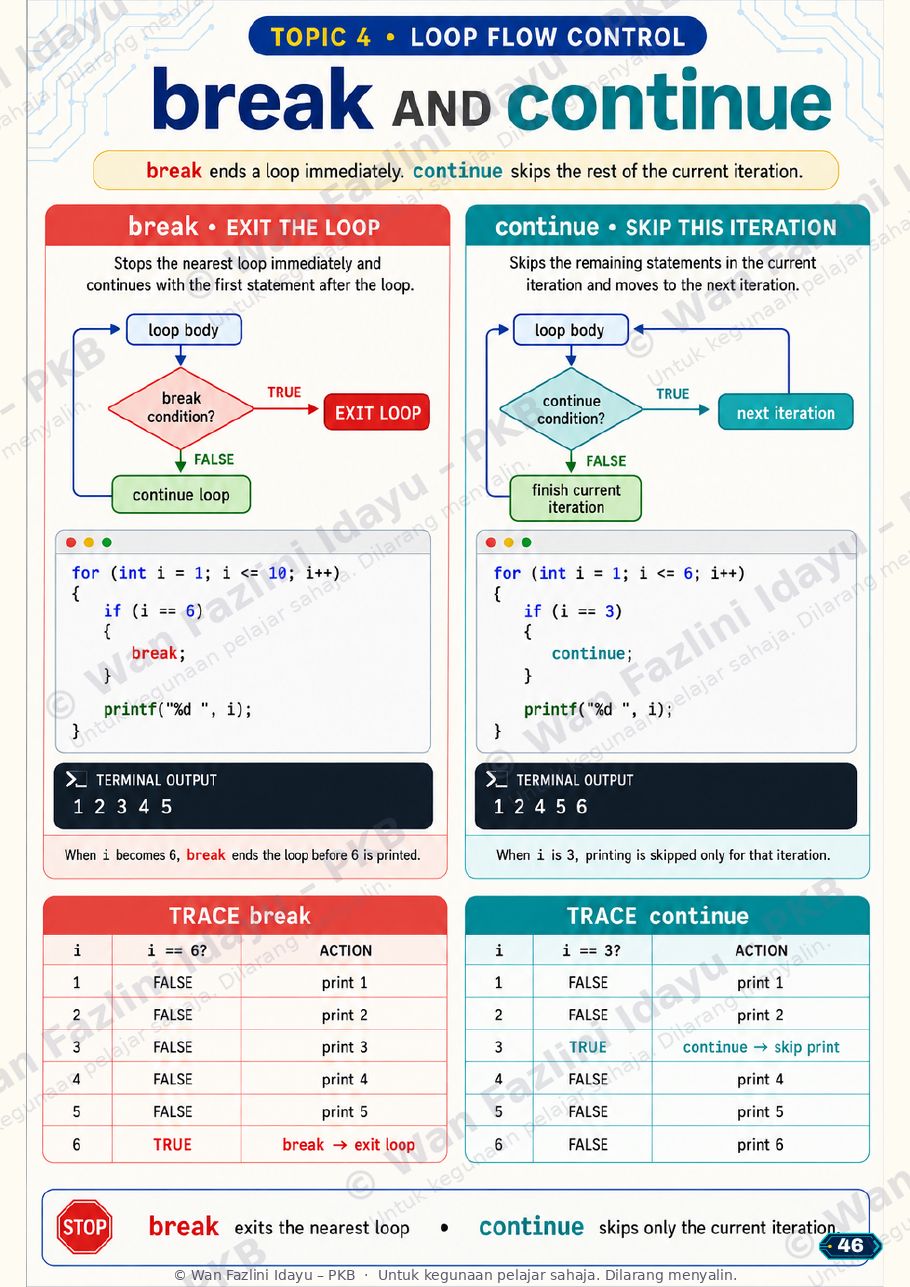 TOPIC 4 • LOOP FLOW CONTROL
break AND continue
break ends a loop immediately. continue skips the rest of the current iteration.
break • EXIT THE LOOP
Stops the nearest loop immediately and
continues with the first statement after the loop.
loop body
break
condition?
TRUE
EXIT LOOP
FALSE
continue loop
for (int i = 1; i <= 10; i++)
{
if (i == 6)
{
break;
}
printf("%d ", i);
}
TERMINAL OUTPUT
1 2 3 4 5
When i becomes 6, break ends the loop before 6 is printed.
continue • SKIP THIS ITERATION
Skips the remaining statements in the current
iteration and moves to the next iteration.
loop body
continue
condition?
TRUE
next iteration
FALSE
finish current
iteration
for (int i = 1; i <= 6; i++)
{
if (i == 3)
{
continue;
}
printf("%d ", i);
}
TERMINAL OUTPUT
1 2 4 5 6
When i is 3, printing is skipped only for that iteration.
TRACE break
i i == 6? ACTION
1 FALSE print 1
2 FALSE print 2
3 FALSE print 3
4 FALSE print 4
5 FALSE print 5
6 TRUE break → exit loop
TRACE continue
i i == 3? ACTION
1 FALSE print 1
2 FALSE print 2
3 TRUE continue → skip print
4 FALSE print 4
5 FALSE print 5
6 FALSE print 6
STOP break exits the nearest loop • continue skips only the current iteration.
46
© Wan Fazlini Idayu – PKB · Untuk kegunaan pelajar sahaja. Dilarang menyalin.
© Wan Fazlini Idayu – PKB
Untuk kegunaan pelajar sahaja. Dilarang menyalin.